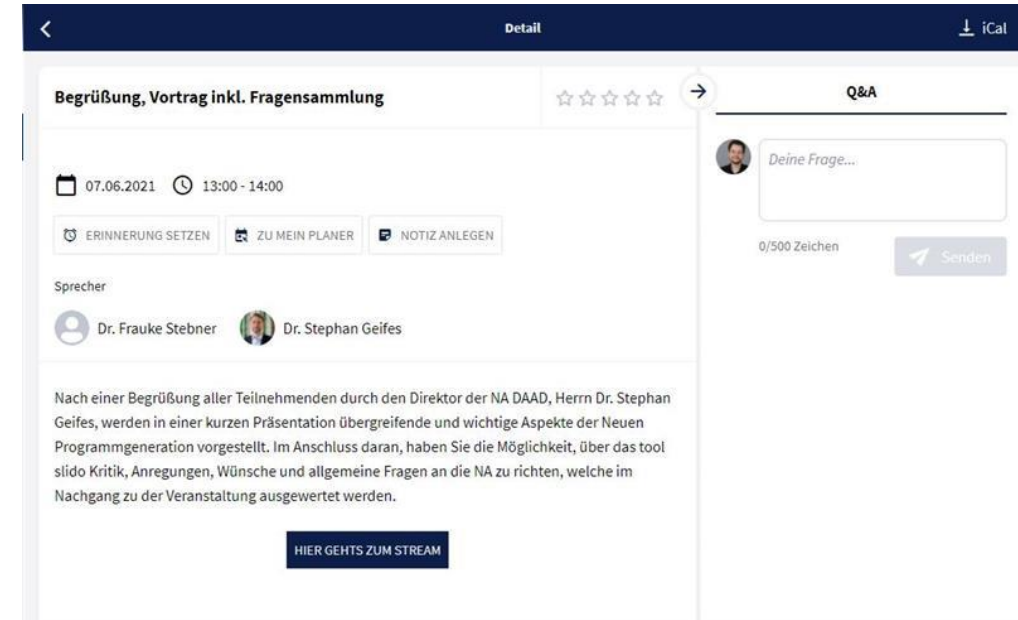 Detail
iCal
Begrüßung, Vortrag inkl. Fragensammlung
07.06.2021 13:00 - 14:00
ERINNERUNG SETZEN ZU MEIN PLANER NOTIZ ANLEGEN
Sprecher
Dr. Frauke Stebner Dr. Stephan Geifes
Nach einer Begrüßung aller Teilnehmenden durch den Direktor der NA DAAD, Herrn Dr. Stephan
Geifes, werden in einer kurzen Präsentation übergreifende und wichtige Aspekte der Neuen
Programmgeneration vorgestellt. Im Anschluss daran, haben Sie die Möglichkeit, über das tool
slido Kritik, Anregungen, Wünsche und allgemeine Fragen an die NA zu richten, welche im
Nachgang zu der Veranstaltung ausgewertet werden.
HIER GEHTS ZUM STREAM
Q&A
Deine Frage...
0/500 Zeichen
Senden